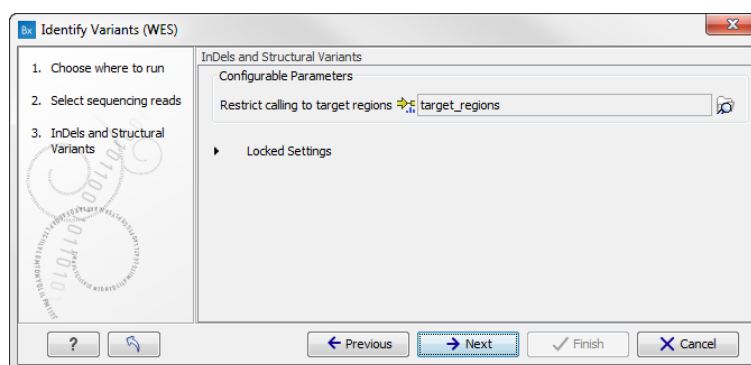 Bx Identify Variants (WES)
1. Choose where to run
2. Select sequencing reads
3. InDels and Structural
Variants
InDels and Structural Variants
Configurable Parameters
Restrict calling to target regions target_regions
Locked Settings
?
Previous
Next
Finish
Cancel